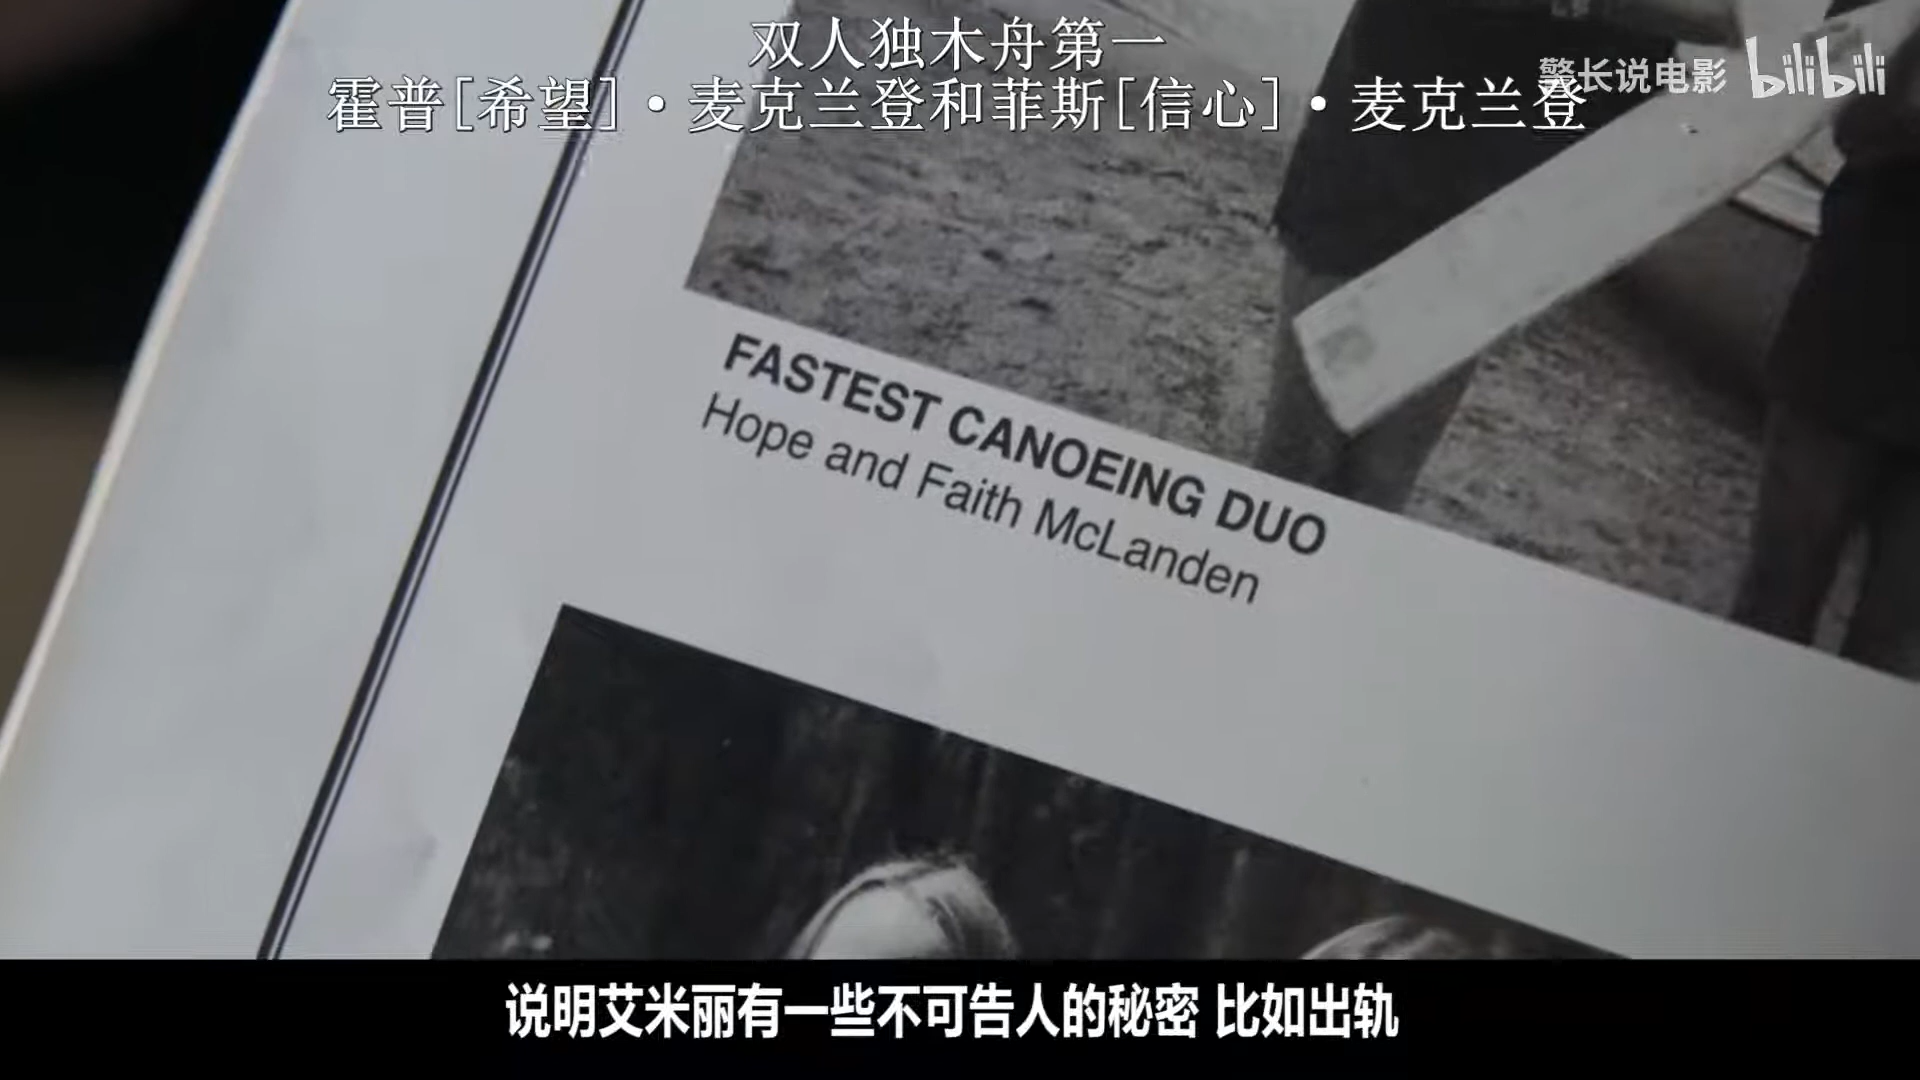 双人独木舟第一
霍普[希望]·麦克兰登和菲斯[信心]·麦克兰登
警长说电影 bilibili
FASTEST CANOEING DUO
Hope and Faith McLanden
说明艾米丽有一些不可告人的秘密 比如出轨